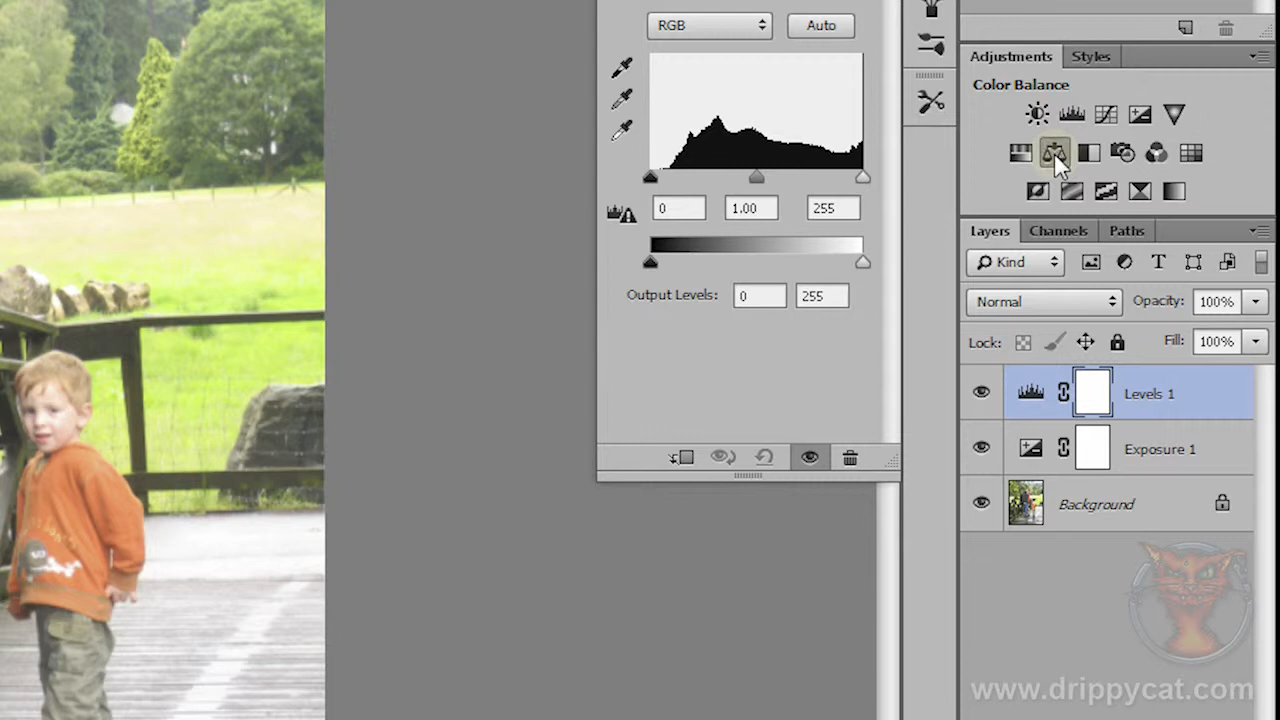 RGB
Auto
0
1.00
255
Output Levels:
0
255
Adjustments
Styles
Color Balance
Layers
Channels
Paths
Kind
Normal
Opacity:
100%
Lock:
Fill:
100%
Levels 1
Exposure 1
Background
www.drippycat.com